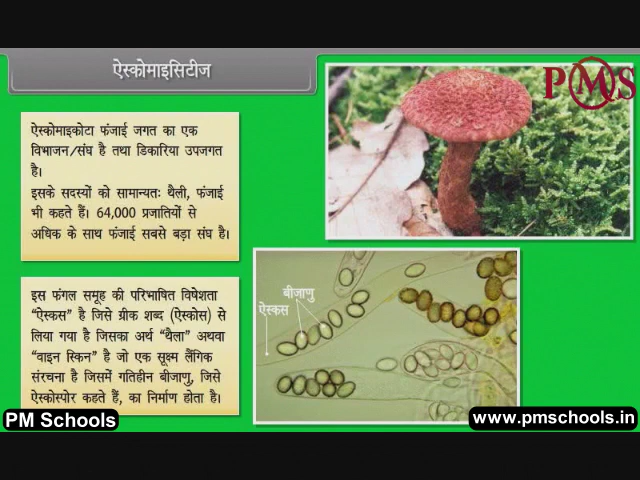 ऐस्कोमाइसिटीज
PMS
ऐस्कोमाइकोटा फंजाई जगत का एक
विभाजन/संघ है तथा डिकारिया उपजगत
है।
इसके सदस्यों को सामान्यतः थैली, फंजाई
भी कहते हैं। 64,000 प्रजातियों से
अधिक के साथ फंजाई सबसे बड़ा संघ है।
इस फंगल समूह की परिभाषित विषेशता
"ऐस्कस" है जिसे ग्रीक शब्द (ऐस्कोस) से
लिया गया है जिसका अर्थ "थैला" अथवा
"वाइन रिकन" है जो एक सूक्ष्म लैंगिक
संरचना है जिसमें गतिहीन बीजाणु, जिसे
ऐस्कोस्पोर कहते हैं, का निर्माण होता है।
बीजाणु
ऐस्कस
PM Schools
www.pmschools.in